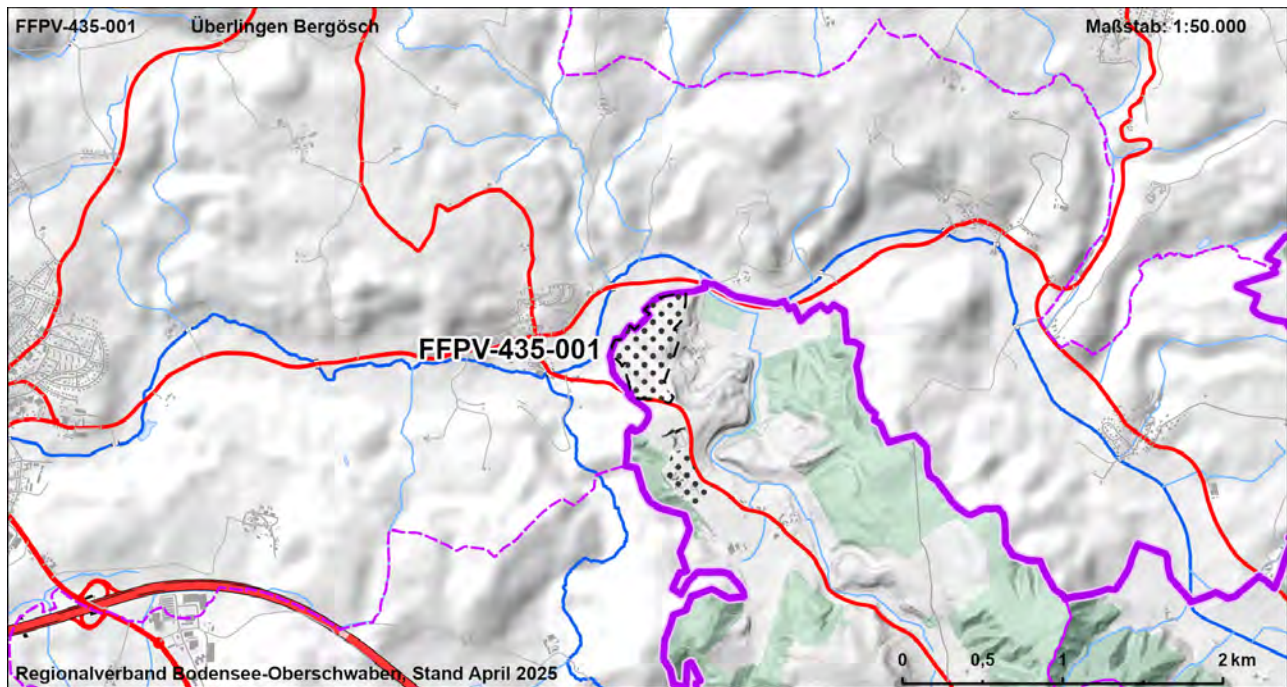 FFPV-435-001 Überlingen Bergösch Maßstab: 1:50.000
FFPV-435-001
Regionalverband Bodensee-Oberschwaben, Stand April 2025
0 0,5 1 2 km